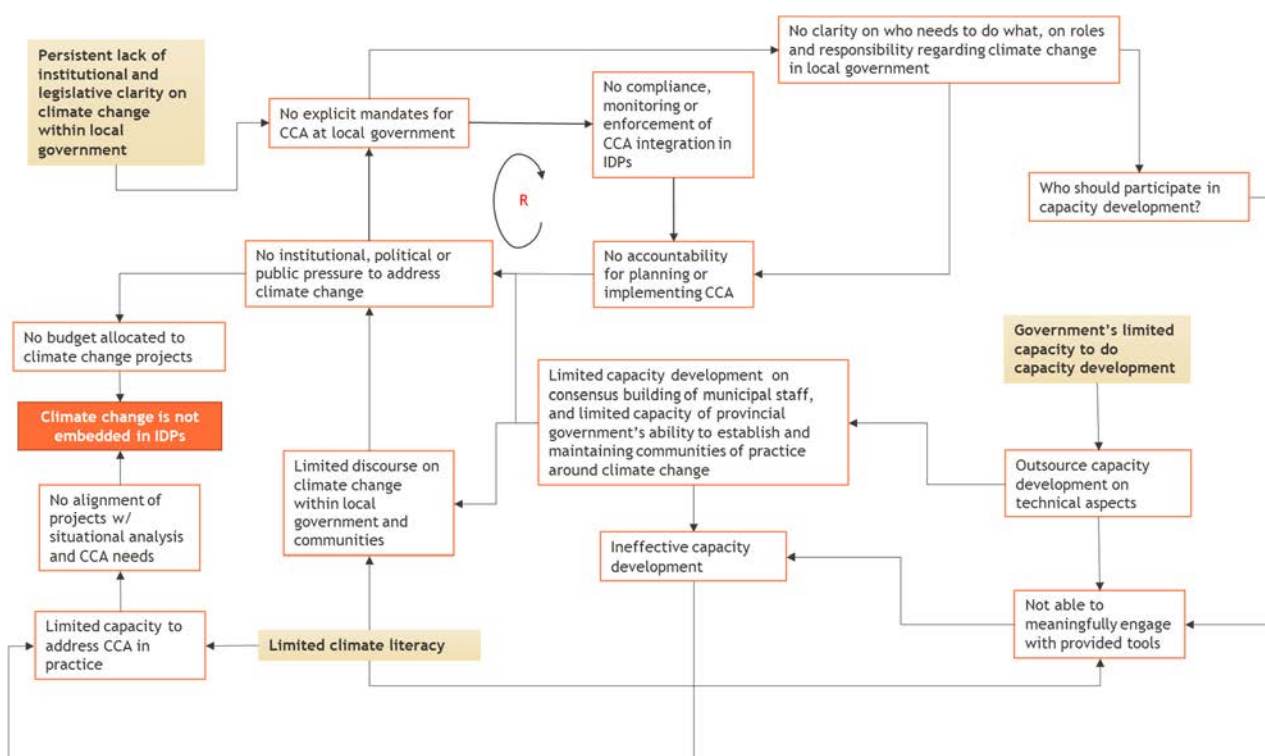 Persistent lack of
institutional and
legislative clarity on
climate change
within local
government
No explicit mandates for
CCA at local government
No compliance,
monitoring or
enforcement of
CCA integration in
IDPs
No clarity on who needs to do what, on roles
and responsibility regarding climate change
in local government
Who should participate in
capacity development?
R
No institutional, political or
public pressure to address
climate change
No accountability
for planning or
implementing CCA
No budget allocated to
climate change projects
Climate change is not
embedded in IDPs
No alignment of
projects w/
situational analysis
and CCA needs
Limited capacity to
address CCA in
practice
Limited discourse on
climate change
within local
government and
communities
Limited climate literacy
Limited capacity development on
consensus building of municipal staff,
and limited capacity of provincial
government's ability to establish and
maintaining communities of practice
around climate change
Ineffective capacity
development
Government's limited
capacity to do
capacity development
Outsource capacity
development on
technical aspects
Not able to
meaningfully engage
with provided tools